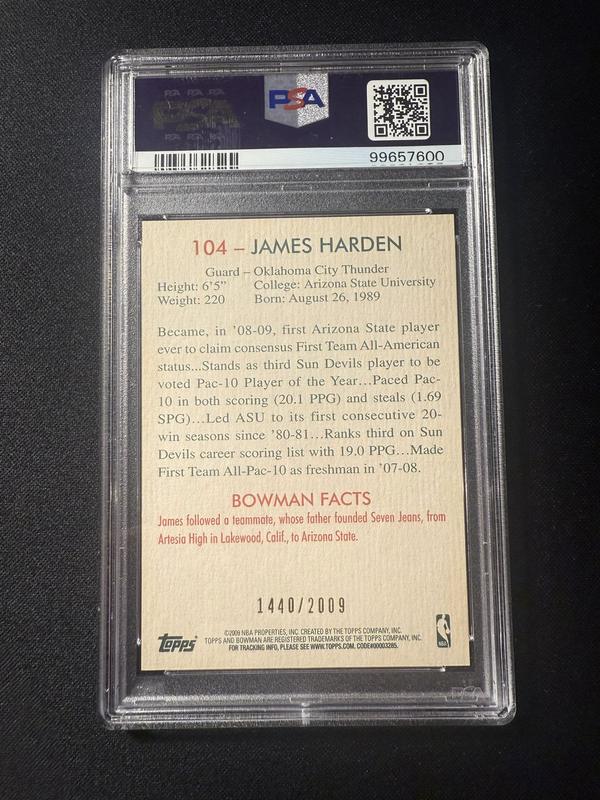 PSA
99657600
104 – JAMES HARDEN
Guard – Oklahoma City Thunder
Height: 6'5" College: Arizona State University
Weight: 220 Born: August 26, 1989
Became, in '08-09, first Arizona State player
ever to claim consensus First Team All-American
status...Stands as third Sun Devils player to be
voted Pac-10 Player of the Year...Paced Pac-
10 in both scoring (20.1 PPG) and steals (1.69
SPG)...Led ASU to its first consecutive 20-
win seasons since '80-81...Ranks third on Sun
Devils career scoring list with 19.0 PPG...Made
First Team All-Pac-10 as freshman in '07-08.
BOWMAN FACTS
James followed a teammate, whose father founded Seven Jeans, from
Artesia High in Lakewood, Calif., to Arizona State.
1440/2009
Topps
©2009 NBA PROPERTIES, INC. CREATED BY THE TOPPS COMPANY, INC.
TOPPS AND BOWMAN ARE REGISTERED TRADEMARKS OF THE TOPPS COMPANY, INC.
FOR TRACKING INFO, PLEASE SEE WWW.TOPPS.COM. CODE#00003285.
NBA
PSA